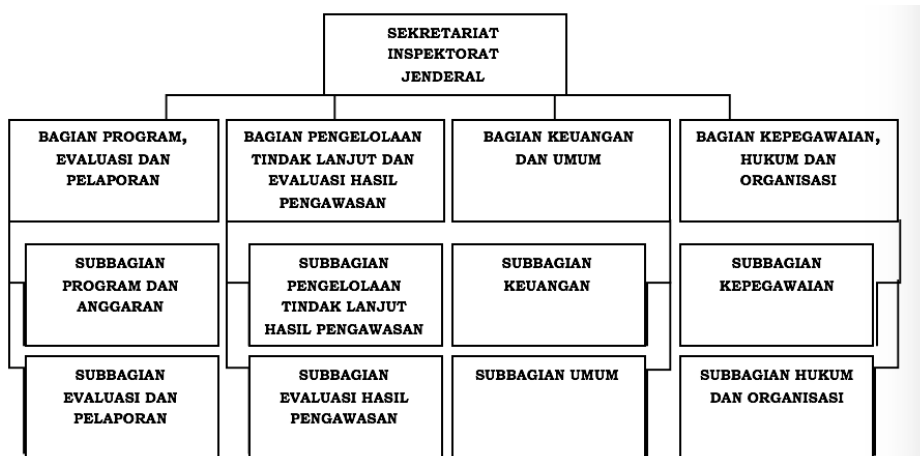 SEKRETARIAT
INSPEKTORAT
JENDERAL
BAGIAN PROGRAM,
EVALUASI DAN
PELAPORAN
BAGIAN PENGELOLAAN
TINDAK LANJUT DAN
EVALUASI HASIL
PENGAWASAN
BAGIAN KEUANGAN
DAN UMUM
BAGIAN KEPEGAWAIAN,
HUKUM DAN
ORGANISASI
SUBBAGIAN
PROGRAM DAN
ANGGARAN
SUBBAGIAN
PENGELOLAAN
TINDAK LANJUT
HASIL PENGAWASAN
SUBBAGIAN
KEUANGAN
SUBBAGIAN
KEPEGAWAIAN
SUBBAGIAN
EVALUASI DAN
PELAPORAN
SUBBAGIAN
EVALUASI HASIL
PENGAWASAN
SUBBAGIAN UMUM
SUBBAGIAN HUKUM
DAN ORGANISASI